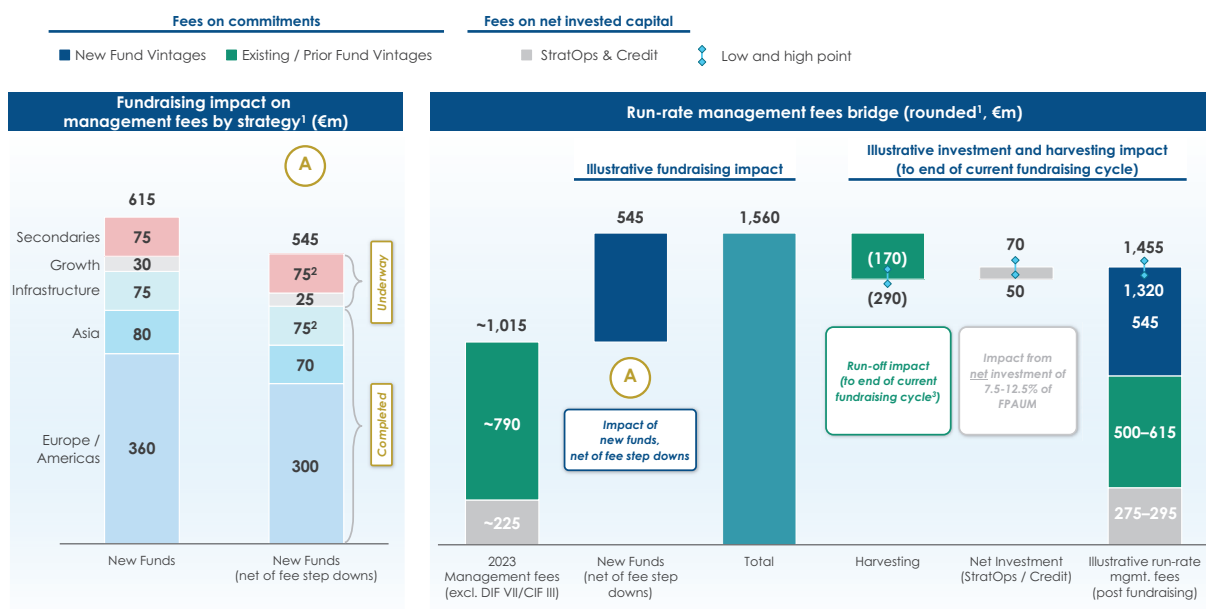 Fees on commitments
Fees on net invested capital
New Fund Vintages
Existing / Prior Fund Vintages
StratOps & Credit
Low and high point
Fundraising impact on
management fees by strategy¹ (€m)
A
615
545
Secondaries
75
75²
Growth
30
25
Infrastructure
75
75²
Asia
80
70
Europe /
Americas
360
300
Underway
Completed
New Funds
New Funds
(net of fee step downs)
Run-rate management fees bridge (rounded¹, €m)
Illustrative fundraising impact
Illustrative investment and harvesting impact
(to end of current fundraising cycle)
~1,015
~790
~225
545
A
Impact of
new funds,
net of fee step downs
1,560
(170)
(290)
Run-off impact
(to end of current
fundraising cycle³)
70
50
Impact from
net investment of
7.5-12.5% of
FPAUM
1,455
1,320
545
500–615
275–295
2023
Management fees
(excl. DIF VII/CIF III)
New Funds
(net of fee step
downs)
Total
Harvesting
Net Investment
(StratOps / Credit)
Illustrative run-rate
mgmt. fees
(post fundraising)